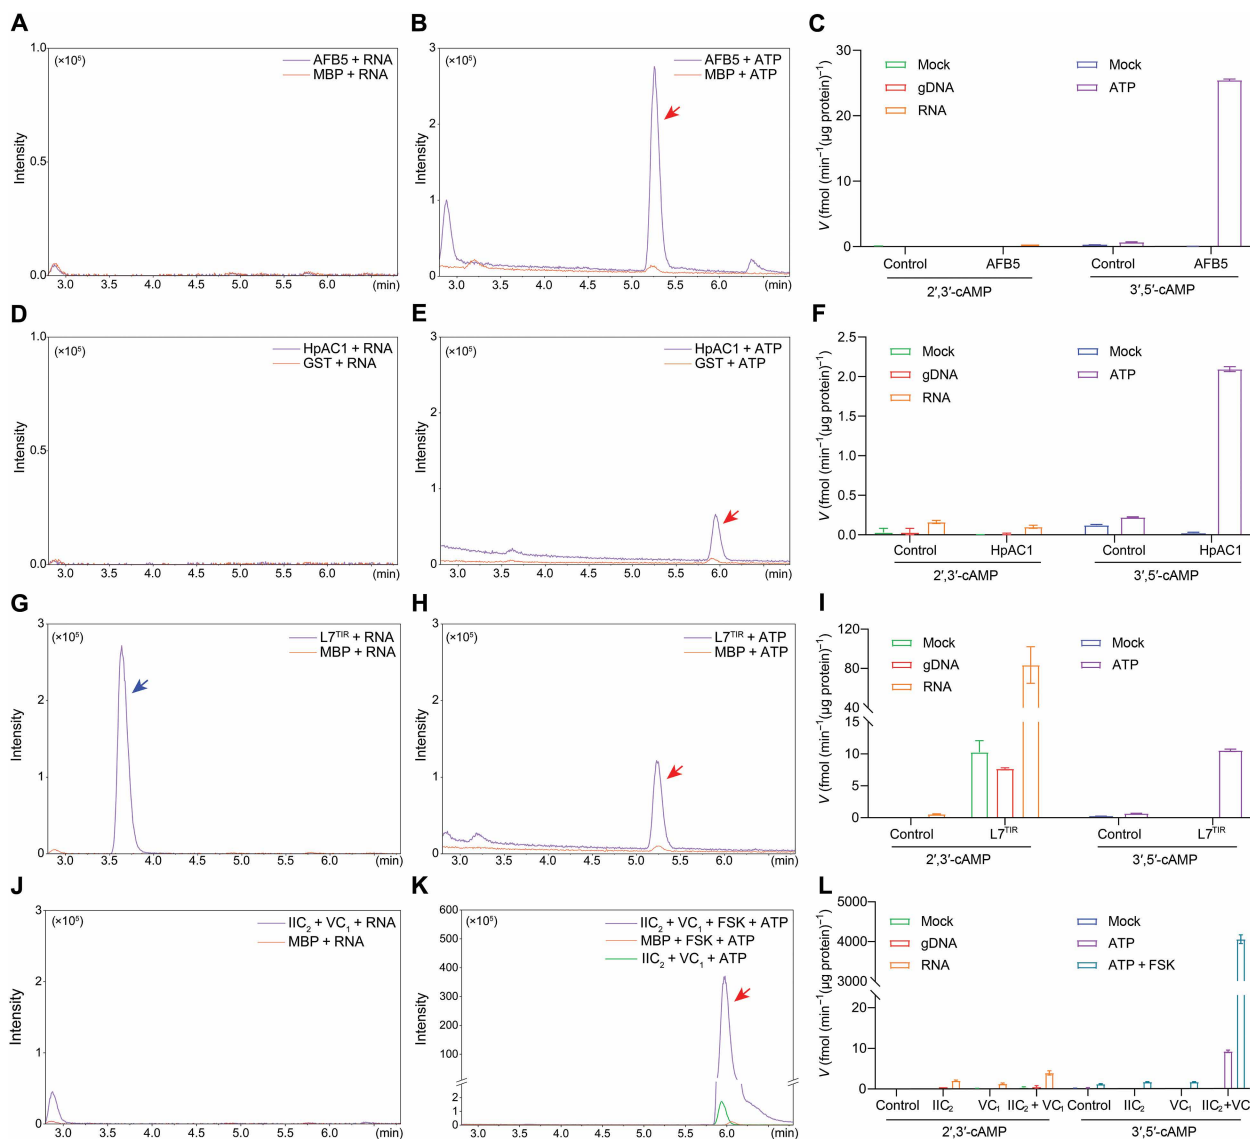 A
(×10⁵)
AFB5 + RNA
MBP + RNA
1.0
0.5
0.0
Intensity
3.0 3.5 4.0 4.5 5.0 5.5 6.0 6.5 (min)
B
(×10⁵)
AFB5 + ATP
MBP + ATP
3
2
1
0
Intensity
3.0 3.5 4.0 4.5 5.0 5.5 6.0 (min)
C
V (fmol (min⁻¹(μg protein)⁻¹)
30
20
10
0
Mock
gDNA
RNA
Mock
ATP
Control AFB5 Control AFB5
2′,3′-cAMP 3′,5′-cAMP
D
(×10⁵)
HpAC1 + RNA
GST + RNA
1.0
0.5
0.0
Intensity
3.0 3.5 4.0 4.5 5.0 5.5 6.0 6.5 (min)
E
(×10⁵)
HpAC1 + ATP
GST + ATP
3
2
1
0
Intensity
3.0 3.5 4.0 4.5 5.0 5.5 6.0 (min)
F
V (fmol (min⁻¹(μg protein)⁻¹)
2.5
2.0
1.5
1.0
0.5
0.0
Mock
gDNA
RNA
Mock
ATP
Control HpAC1 Control HpAC1
2′,3′-cAMP 3′,5′-cAMP
G
(×10⁵)
L7ᵀᴵᴿ + RNA
MBP + RNA
3
2
1
0
Intensity
3.0 3.5 4.0 4.5 5.0 5.5 6.0 6.5 (min)
H
(×10⁵)
L7ᵀᴵᴿ + ATP
MBP + ATP
3
2
1
0
Intensity
3.0 3.5 4.0 4.5 5.0 5.5 6.0 (min)
I
V (fmol (min⁻¹(μg protein)⁻¹)
120
80
40
15
10
5
0
Mock
gDNA
RNA
Mock
ATP
Control L7ᵀᴵᴿ Control L7ᵀᴵᴿ
2′,3′-cAMP 3′,5′-cAMP
J
(×10⁵)
IIC₂ + VC₁ + RNA
MBP + RNA
3
2
1
0
Intensity
3.0 3.5 4.0 4.5 5.0 5.5 6.0 6.5 (min)
K
(×10⁵)
IIC₂ + VC₁ + FSK + ATP
MBP + FSK + ATP
IIC₂ + VC₁ + ATP
600
500
400
300
200
100
2
1
0
Intensity
3.0 3.5 4.0 4.5 5.0 5.5 6.0 (min)
L
V (fmol (min⁻¹(μg protein)⁻¹)
5000
4000
3000
20
10
0
Mock
gDNA
RNA
Mock
ATP
ATP + FSK
Control IIC₂ VC₁ IIC₂ + VC₁ Control IIC₂ VC₁ IIC₂+VC
2′,3′-cAMP 3′,5′-cAMP